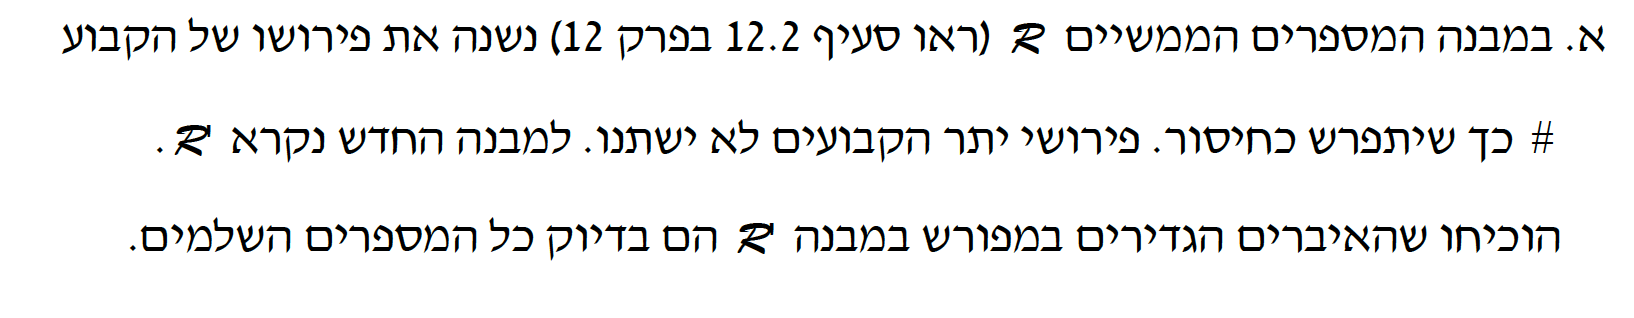 א. במבנה המספרים הממשיים R (ראו סעיף 12.2 בפרק 12) נשנה את פירושו של הקבוע
# כך שיתפרש כחיסור. פירושי יתר הקבועים לא ישתנו. למבנה החדש נקרא R'.
הוכיחו שהאיברים הגדירים במפורש במבנה R' הם בדיוק כל המספרים השלמים.